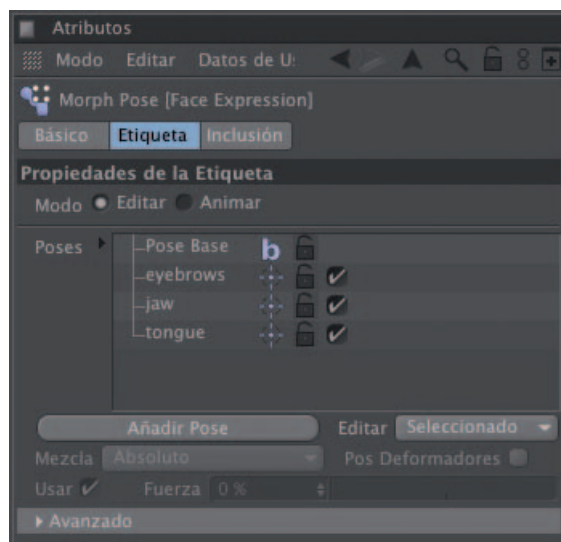 Atributos
Modo Editar Datos de U:
Morph Pose [Face Expression]
Básico Etiqueta Inclusión
Propiedades de la Etiqueta
Modo Editar Animar
Poses
Pose Base b
eyebrows
jaw
tongue
Añadir Pose Editar Seleccionado
Mezcla Absoluto Pos Deformadores
Usar Fuerza 0 %
Avanzado